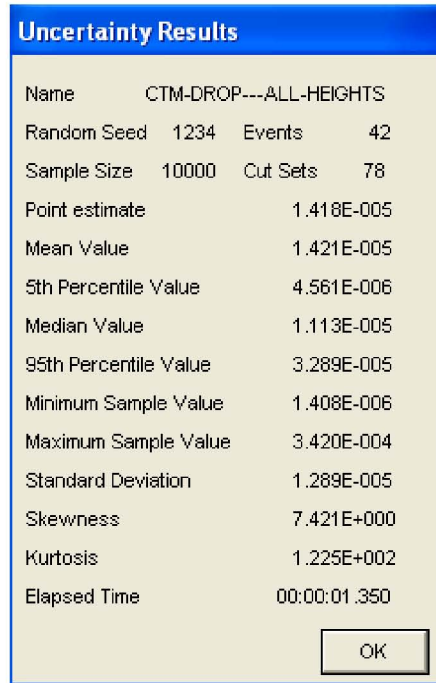 Uncertainty Results
Name CTM-DROP---ALL-HEIGHTS
Random Seed 1234 Events 42
Sample Size 10000 Cut Sets 78
Point estimate 1.418E-005
Mean Value 1.421E-005
5th Percentile Value 4.561E-006
Median Value 1.113E-005
95th Percentile Value 3.289E-005
Minimum Sample Value 1.408E-006
Maximum Sample Value 3.420E-004
Standard Deviation 1.289E-005
Skewness 7.421E+000
Kurtosis 1.225E+002
Elapsed Time 00:00:01.350
OK